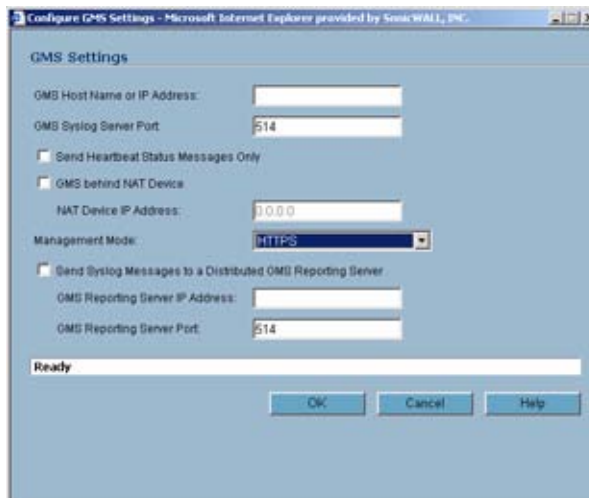 Configure GMS Settings - Microsoft Internet Explorer provided by SonicWALL, INC.
GMS Settings
GMS Host Name or IP Address:
GMS Syslog Server Port 514
Send Heartbeat Status Messages Only
GMS behind NAT Device
NAT Device IP Address: 0.0.0.0
Management Mode: HTTPS
Send Syslog Messages to a Distributed GMS Reporting Server
GMS Reporting Server IP Address:
GMS Reporting Server Port: 514
Ready
OK Cancel Help